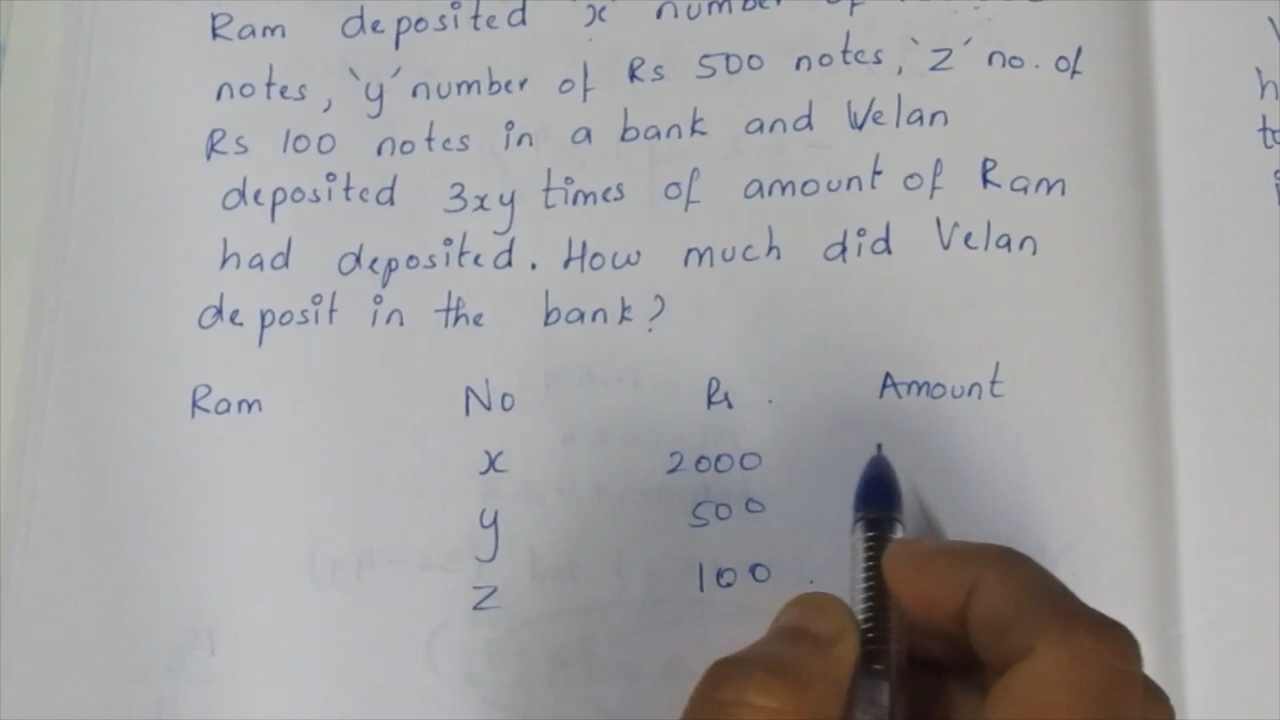 Ram deposited 'x' number of
notes, 'y' number of Rs 500 notes, 'z' no. of
Rs 100 notes in a bank and Velan
deposited 3xy times of amount of Ram
had deposited. How much did Velan
deposit in the bank?
Ram No Rs. Amount
x 2000
y 500
z 100